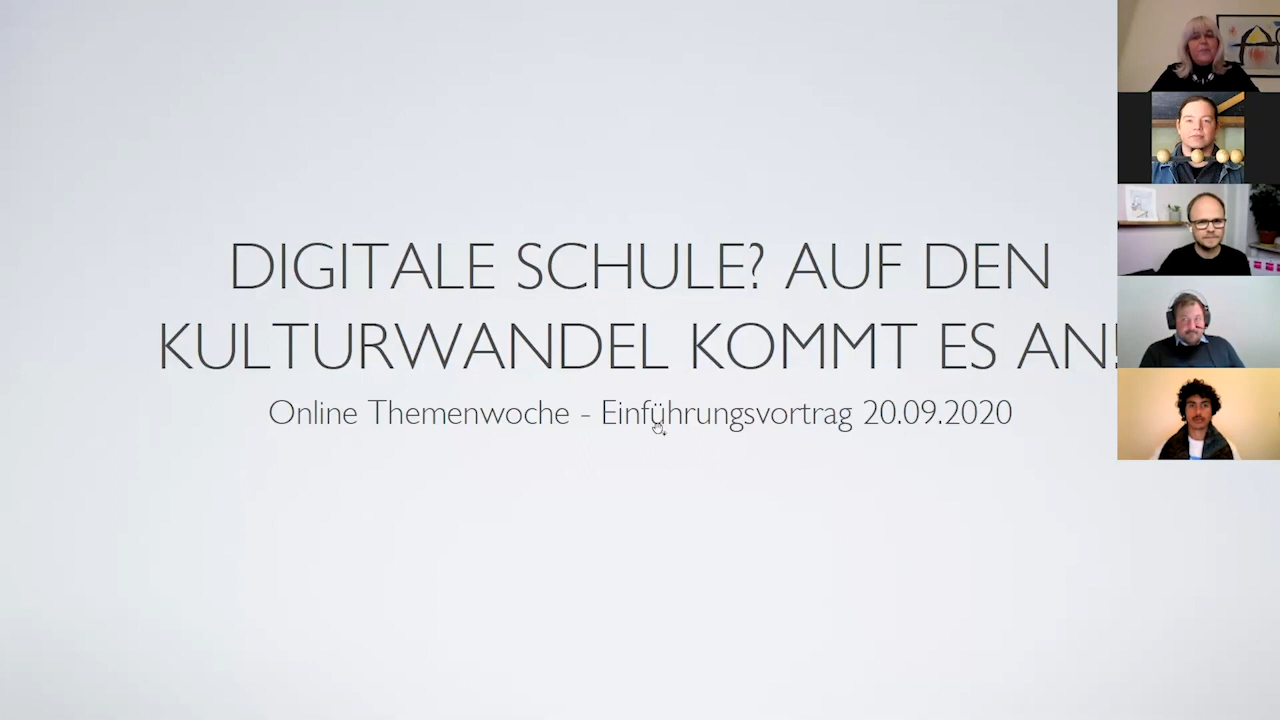 DIGITALE SCHULE? AUF DEN
KULTURWANDEL KOMMT ES AN!
Online Themenwoche - Einführungsvortrag 20.09.2020